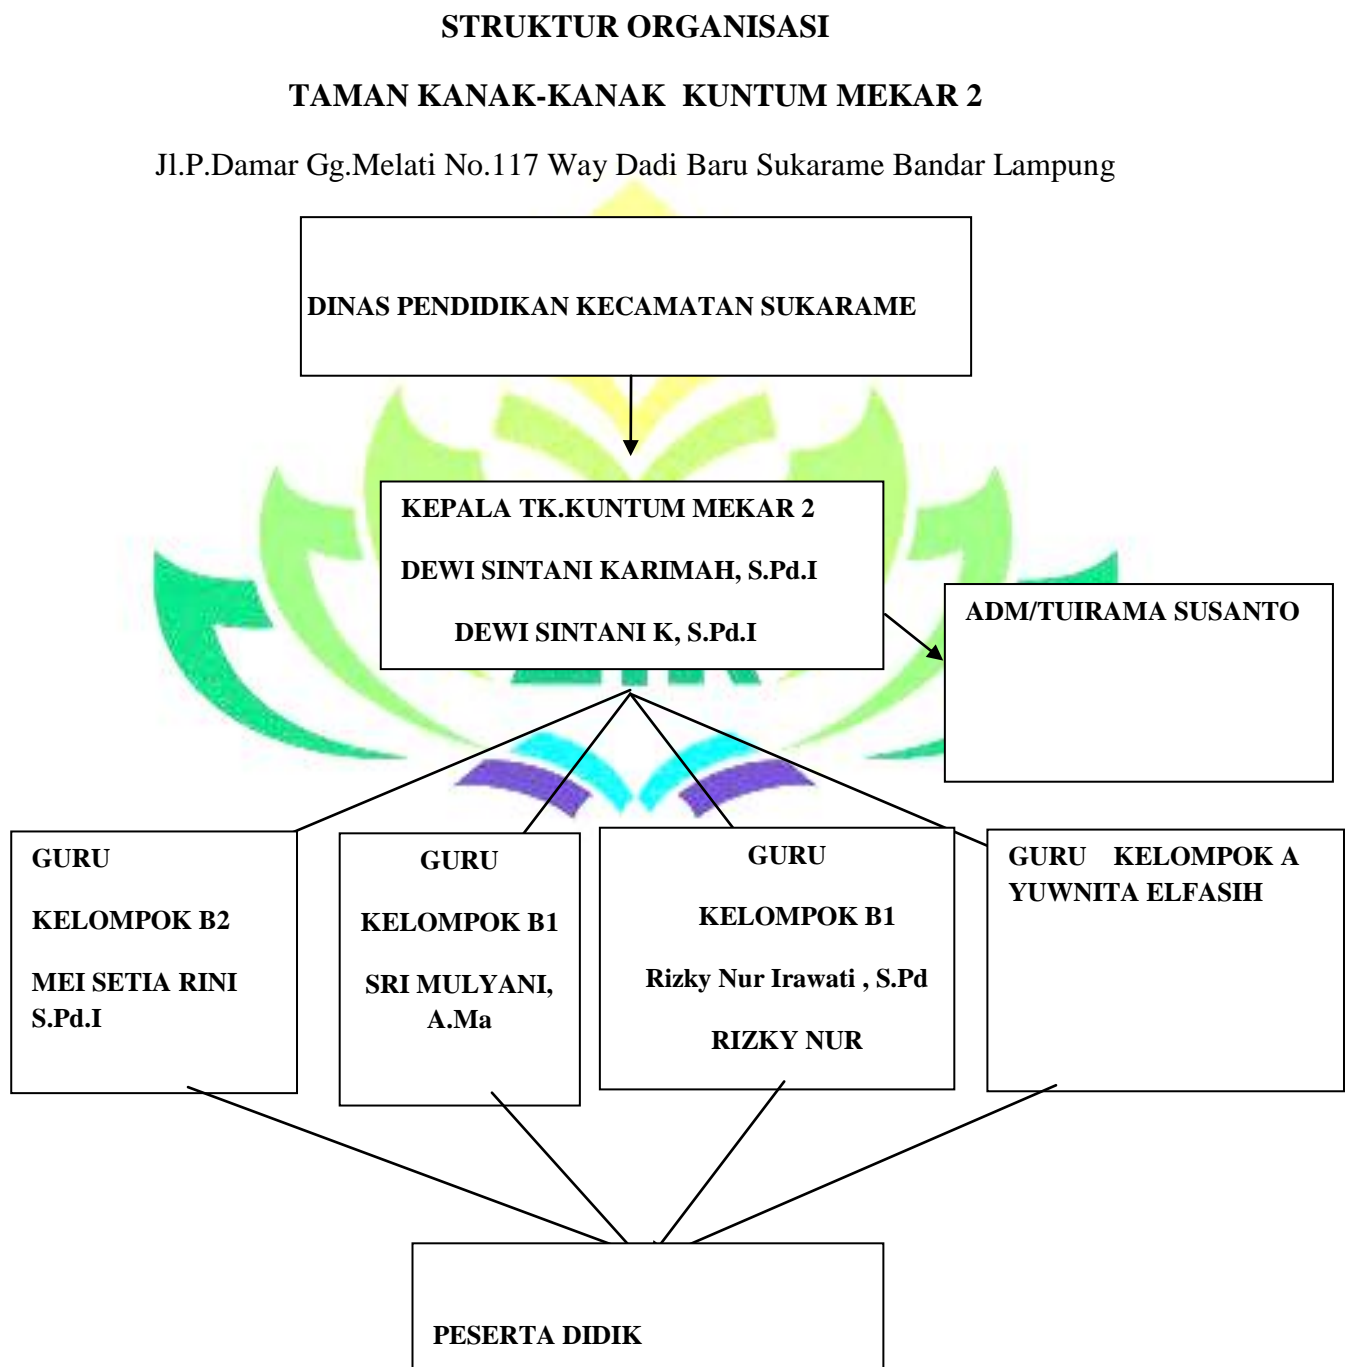 STRUKTUR ORGANISASI
TAMAN KANAK-KANAK KUNTUM MEKAR 2
Jl.P.Damar Gg.Melati No.117 Way Dadi Baru Sukarame Bandar Lampung
DINAS PENDIDIKAN KECAMATAN SUKARAME
KEPALA TK.KUNTUM MEKAR 2
DEWI SINTANI KARIMAH, S.Pd.I
DEWI SINTANI K, S.Pd.I
ADM/TUIRAMA SUSANTO
GURU
KELOMPOK B2
MEI SETIA RINI
S.Pd.I
GURU
KELOMPOK B1
SRI MULYANI,
A.Ma
GURU
KELOMPOK B1
Rizky Nur Irawati , S.Pd
RIZKY NUR
GURU KELOMPOK A
YUWNITA ELFASIH
PESERTA DIDIK